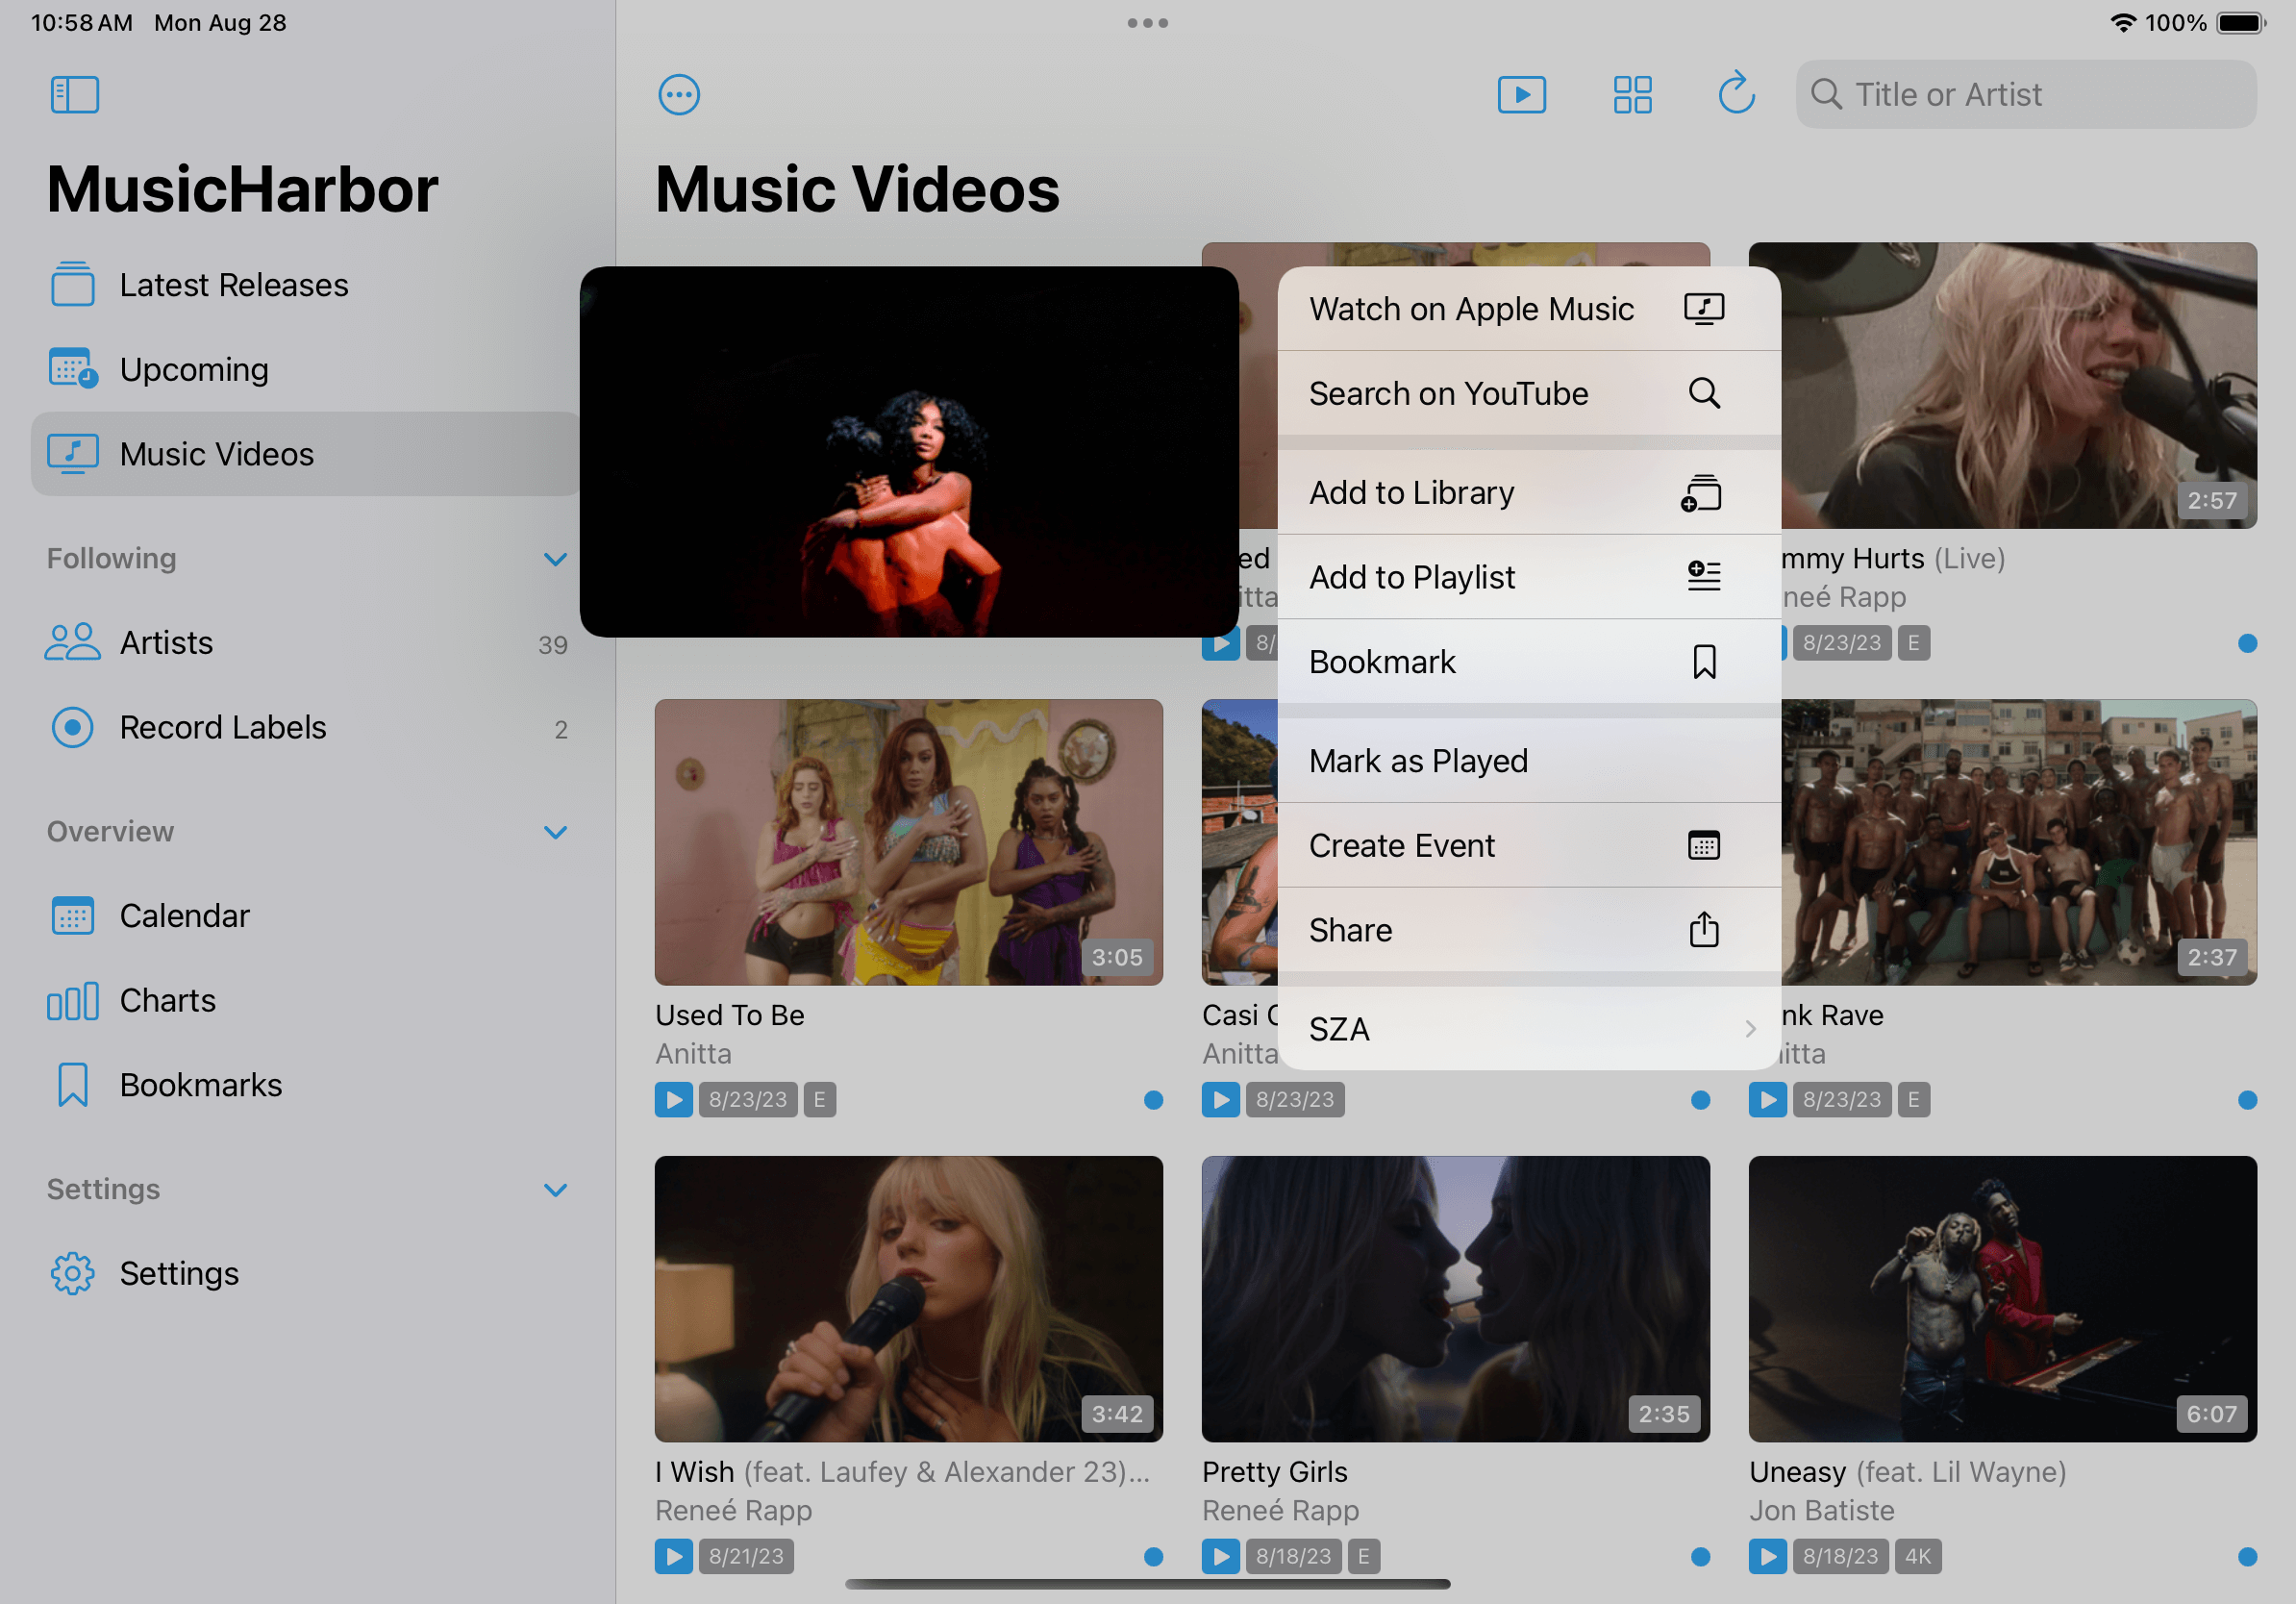 10:58 AM Mon Aug 28
100%
Title or Artist
MusicHarbor
Latest Releases
Upcoming
Music Videos
Following
Artists 39
Record Labels 2
Overview
Calendar
Charts
Bookmarks
Settings
Settings
Music Videos
Watch on Apple Music
Search on YouTube
Add to Library
Add to Playlist
Bookmark
Mark as Played
Create Event
Share
SZA
ed
itta
8/
2:57
mmy Hurts (Live)
neé Rapp
8/23/23 E
3:05
Used To Be
Anitta
8/23/23 E
Casi
Anitta
8/23/23
2:37
nk Rave
itta
8/23/23 E
3:42
I Wish (feat. Laufey & Alexander 23)...
Reneé Rapp
8/21/23
2:35
Pretty Girls
Reneé Rapp
8/18/23 E
6:07
Uneasy (feat. Lil Wayne)
Jon Batiste
8/18/23 4K